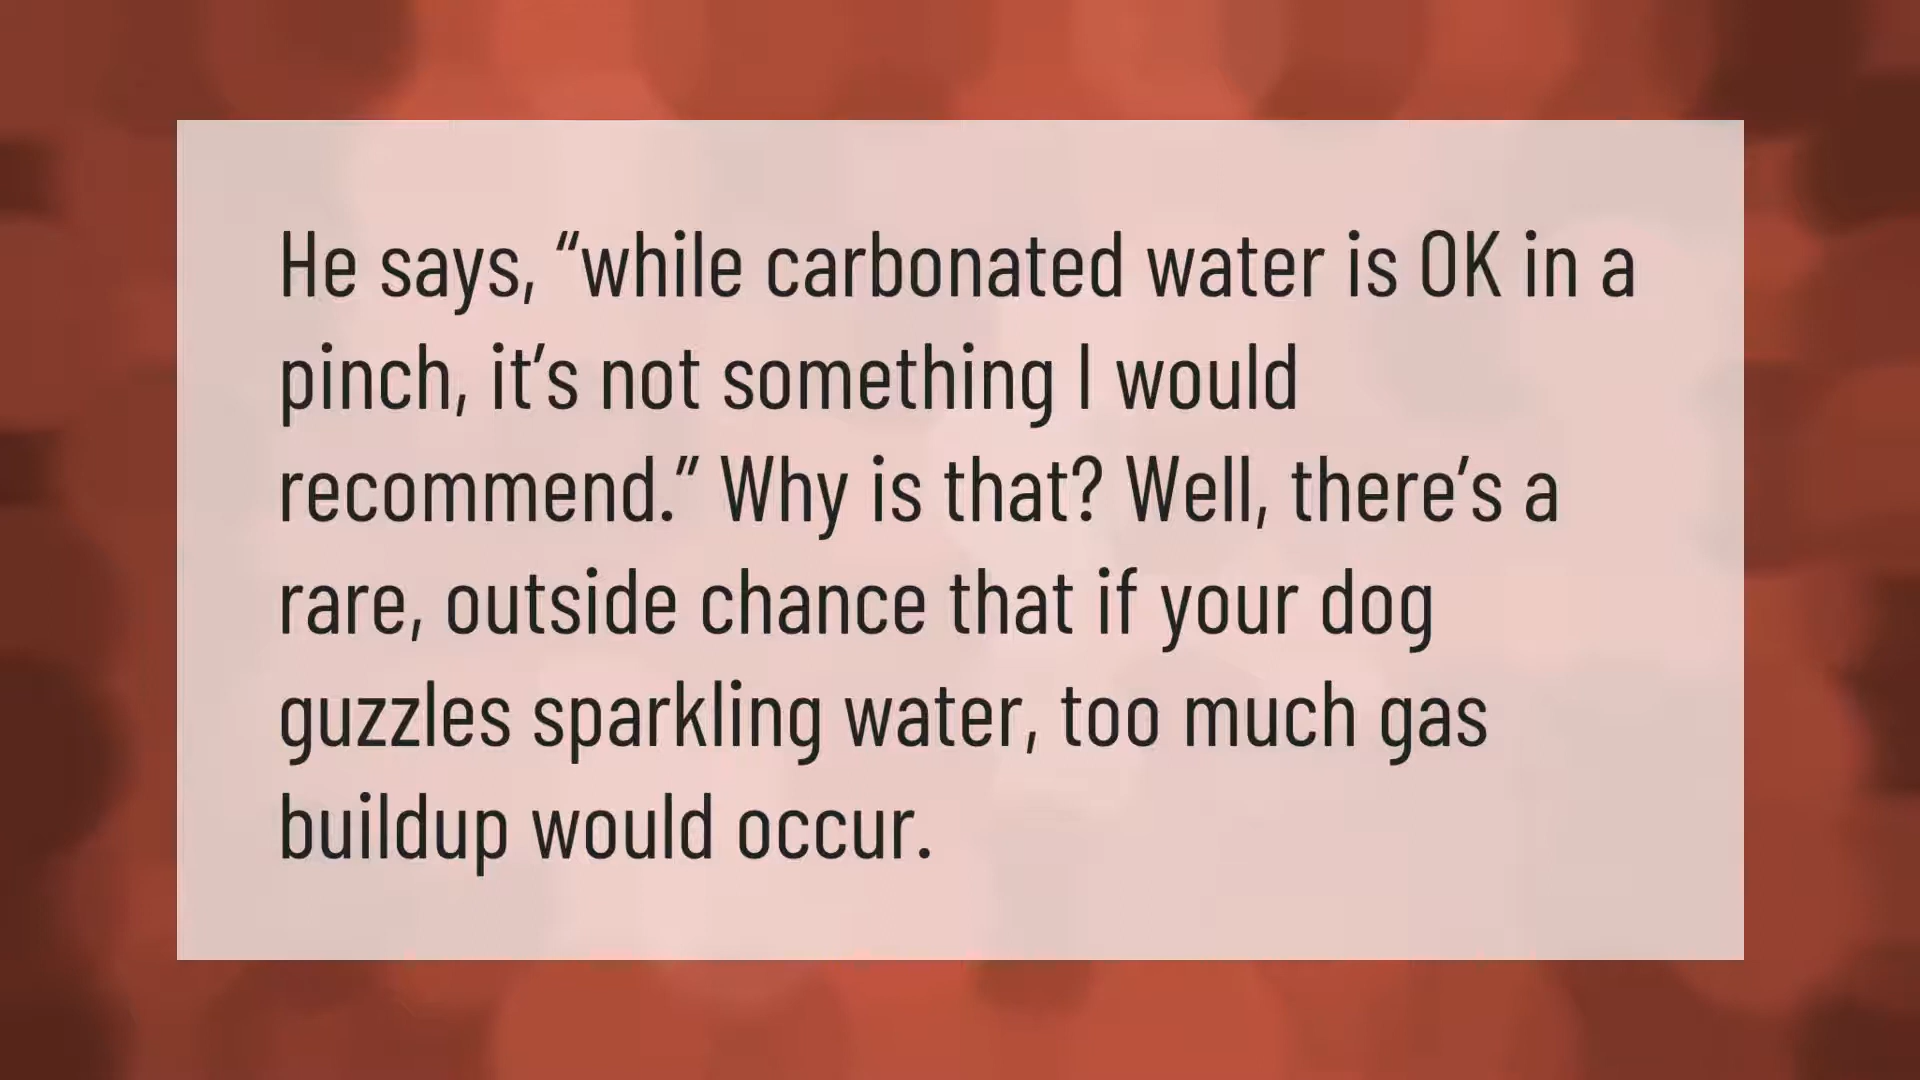 He says, “while carbonated water is OK in a
pinch, it’s not something I would
recommend.” Why is that? Well, there’s a
rare, outside chance that if your dog
guzzles sparkling water, too much gas
buildup would occur.